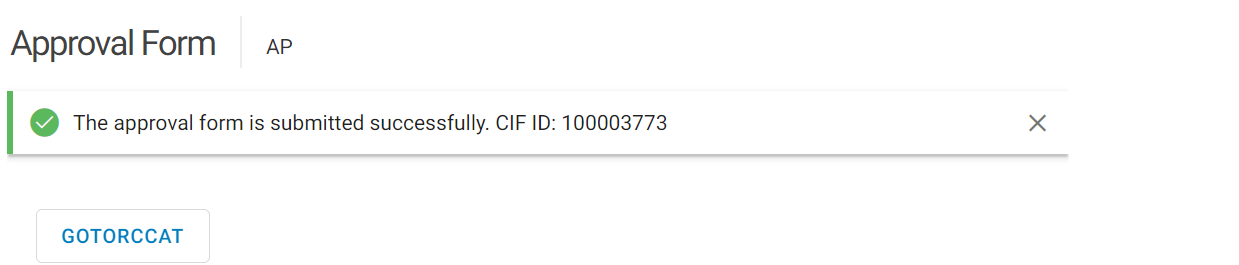 Approval Form
AP
The approval form is submitted successfully. CIF ID: 100003773
GOTORCCAT